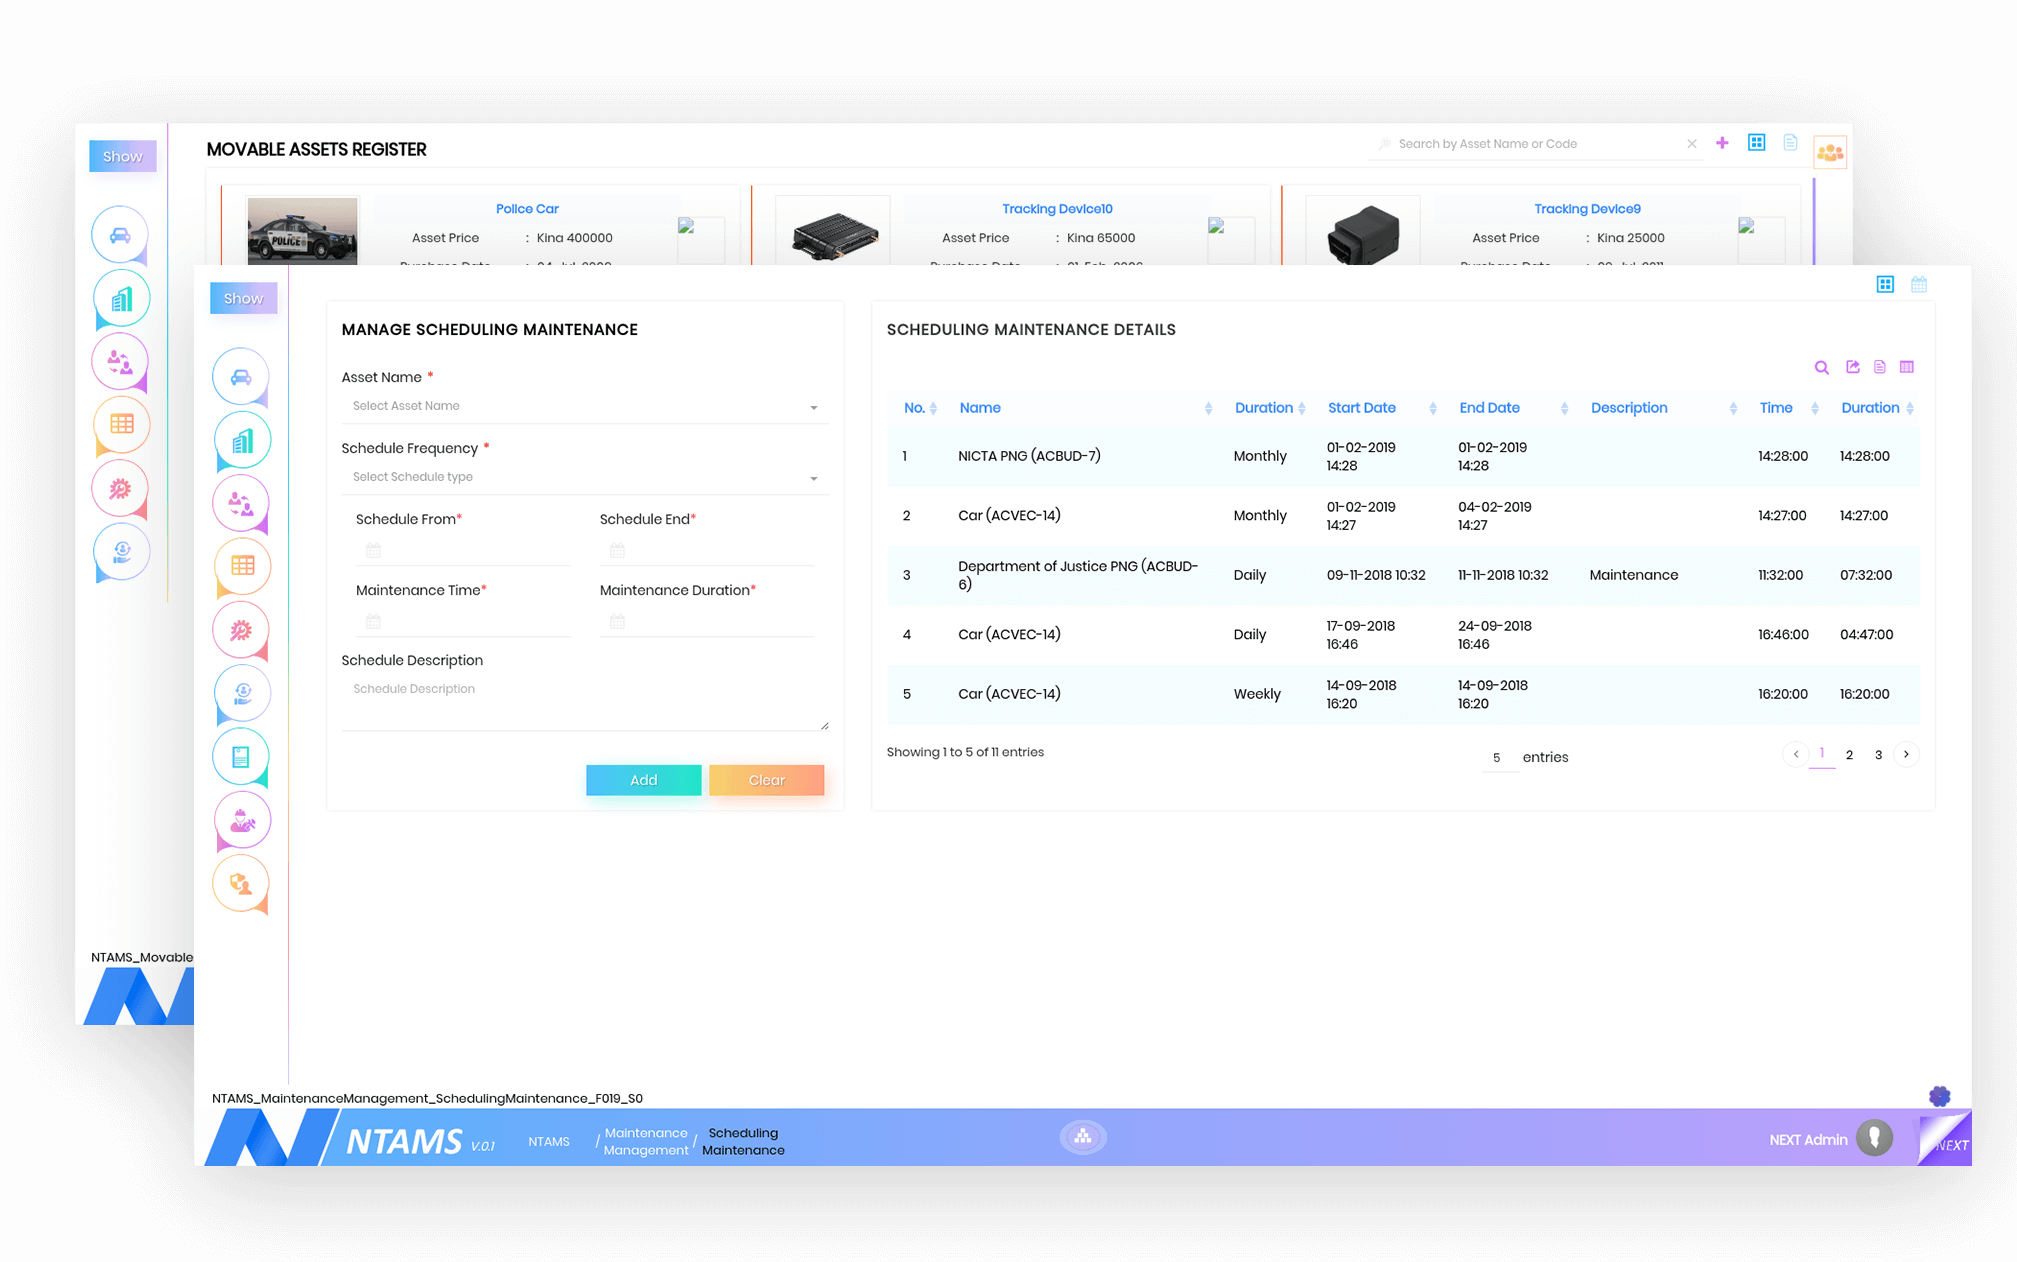 Show
MOVABLE ASSETS REGISTER
Search by Asset Name or Code
Police Car
Asset Price : Kina 400000
Tracking Device10
Asset Price : Kina 65000
Tracking Device9
Asset Price : Kina 25000
POLICE
NTAMS_Movable
Show
MANAGE SCHEDULING MAINTENANCE
Asset Name *
Select Asset Name
Schedule Frequency *
Select Schedule type
Schedule From* Schedule End*
Maintenance Time* Maintenance Duration*
Schedule Description
Schedule Description
Add Clear
SCHEDULING MAINTENANCE DETAILS
No. Name Duration Start Date End Date Description Time Duration
1 NICTA PNG (ACBUD-7) Monthly 01-02-2019 14:28 01-02-2019 14:28 14:28:00 14:28:00
2 Car (ACVEC-14) Monthly 01-02-2019 14:27 04-02-2019 14:27 14:27:00 14:27:00
3 Department of Justice PNG (ACBUD-6) Daily 09-11-2018 10:32 11-11-2018 10:32 Maintenance 11:32:00 07:32:00
4 Car (ACVEC-14) Daily 17-09-2018 16:46 24-09-2018 16:46 16:46:00 04:47:00
5 Car (ACVEC-14) Weekly 14-09-2018 16:20 14-09-2018 16:20 16:20:00 16:20:00
Showing 1 to 5 of 11 entries
5 entries
‹ 1 2 3 ›
NTAMS_MaintenanceManagement_SchedulingMaintenance_F019_S0
NTAMS V.0.1
NTAMS / Maintenance Management / Scheduling Maintenance
NEXT Admin
NEXT